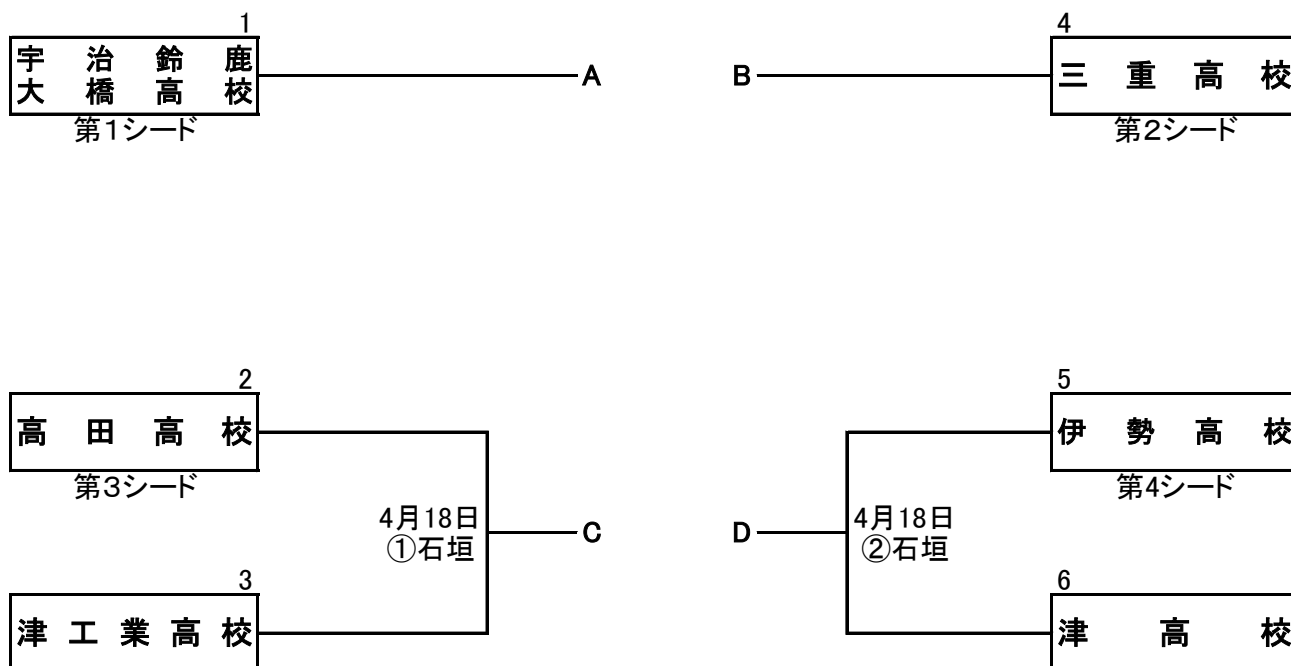 1
宇治鈴鹿
大橋高校
第1シード
A
B
4
三重高校
第2シード
2
高田高校
第3シード
4月18日
①石垣
C
3
津工業高校
5
伊勢高校
第4シード
D
4月18日
②石垣
6
津高校